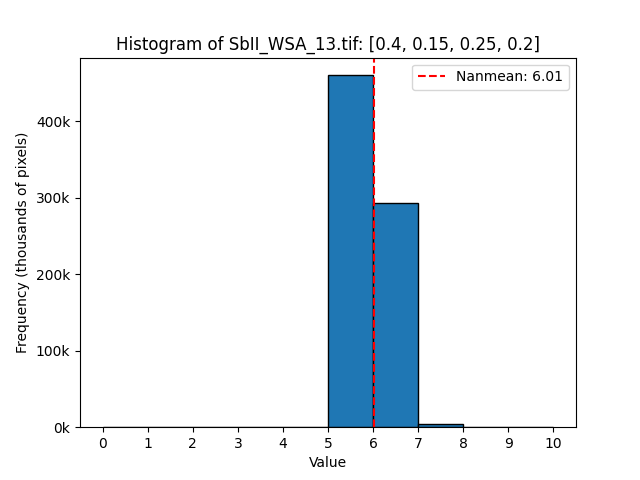 Histogram of SbII_WSA_13.tif: [0.4, 0.15, 0.25, 0.2]
Nanmean: 6.01
Frequency (thousands of pixels)
400k
300k
200k
100k
0k
0 1 2 3 4 5 6 7 8 9 10
Value